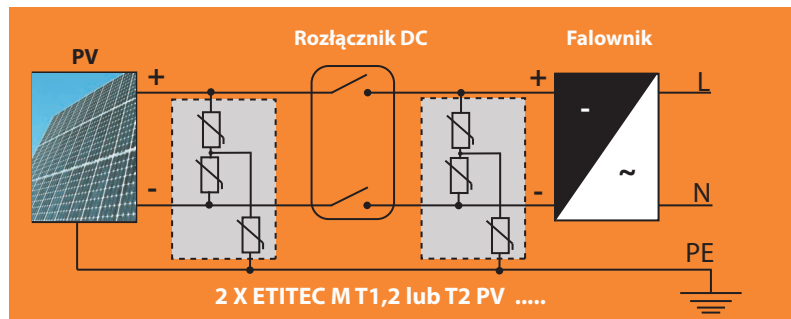 Rozłącznik DC
Falownik
PV
+
+
L
-
~
-
-
N
PE
2 X ETITEC M T1,2 lub T2 PV .....